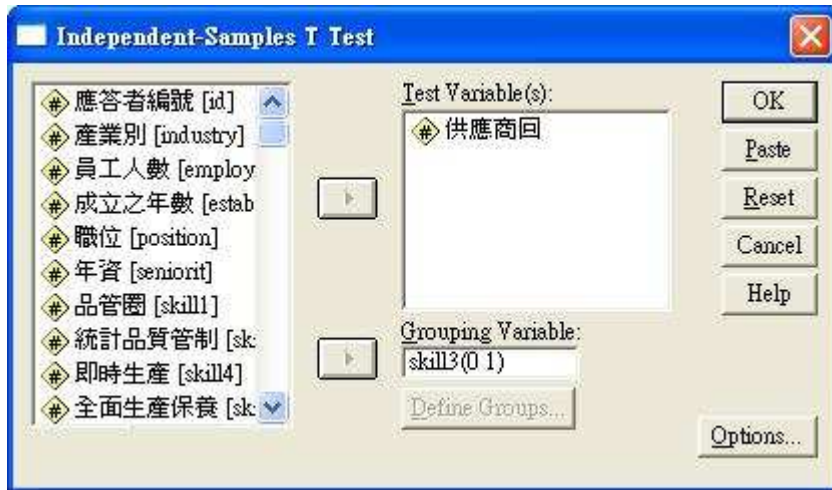 Independent-Samples T Test
應答者編號 [id]
產業別 [industry]
員工人數 [employ
成立之年數 [estab
職位 [position]
年資 [seniorit]
品管圈 [skill1]
統計品質管制 [sk
即時生產 [skill4]
全面生產保養 [sk
Test Variable(s):
供應商回
Grouping Variable:
skill3(0 1)
Define Groups...
OK
Paste
Reset
Cancel
Help
Options...